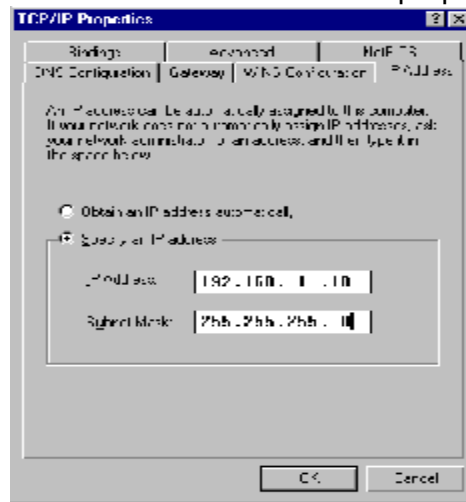 TCP/IP Properties
Bindings Advanced NetBIOS
DNS Configuration Gateway WINS Configuration IP Address
An IP address can be automatically assigned to this computer.
If your network does not automatically assign IP addresses, ask
your network administrator for an address, and then type it in
the space below.
Obtain an IP address automatically
Specify an IP address
IP Address:
192.168. .10
Subnet Mask:
255.255.255. 0
OK Cancel